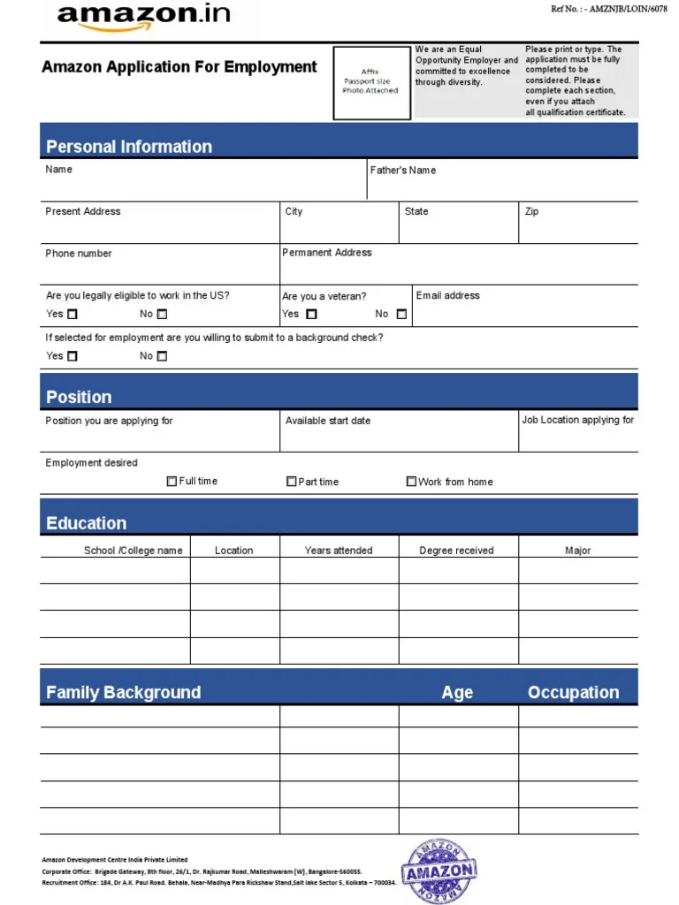 amazon.in
Ref No. : - AMZNJB/LOIN/6078
Amazon Application For Employment
Affix
Passport size
Photo Attached
We are an Equal
Opportunity Employer and
committed to excellence
through diversity.
Please print or type. The
application must be fully
completed to be
considered. Please
complete each section,
even if you attach
all qualification certificate.
Personal Information
Name
Father's Name
Present Address
City
State
Zip
Phone number
Permanent Address
Are you legally eligible to work in the US?
Yes No
Are you a veteran?
Yes No
Email address
If selected for employment are you willing to submit to a background check?
Yes No
Position
Position you are applying for
Available start date
Job Location applying for
Employment desired
Full time Part time Work from home
Education
School /College name Location Years attended Degree received Major
Family Background Age Occupation
Amazon Development Centre India Private Limited
Corporate Office: Brigade Gateway, 8th floor, 26/1, Dr. Rajkumar Road, Malleshwaram (W), Bangalore-560055.
Recruitment Office: 184, Dr A.K. Paul Road. Behala, Near-Madhya Para Rickshaw Stand,Salt lake Sector 5 , Kolkata – 700034.
AMAZON
AMAZON
AMAZON